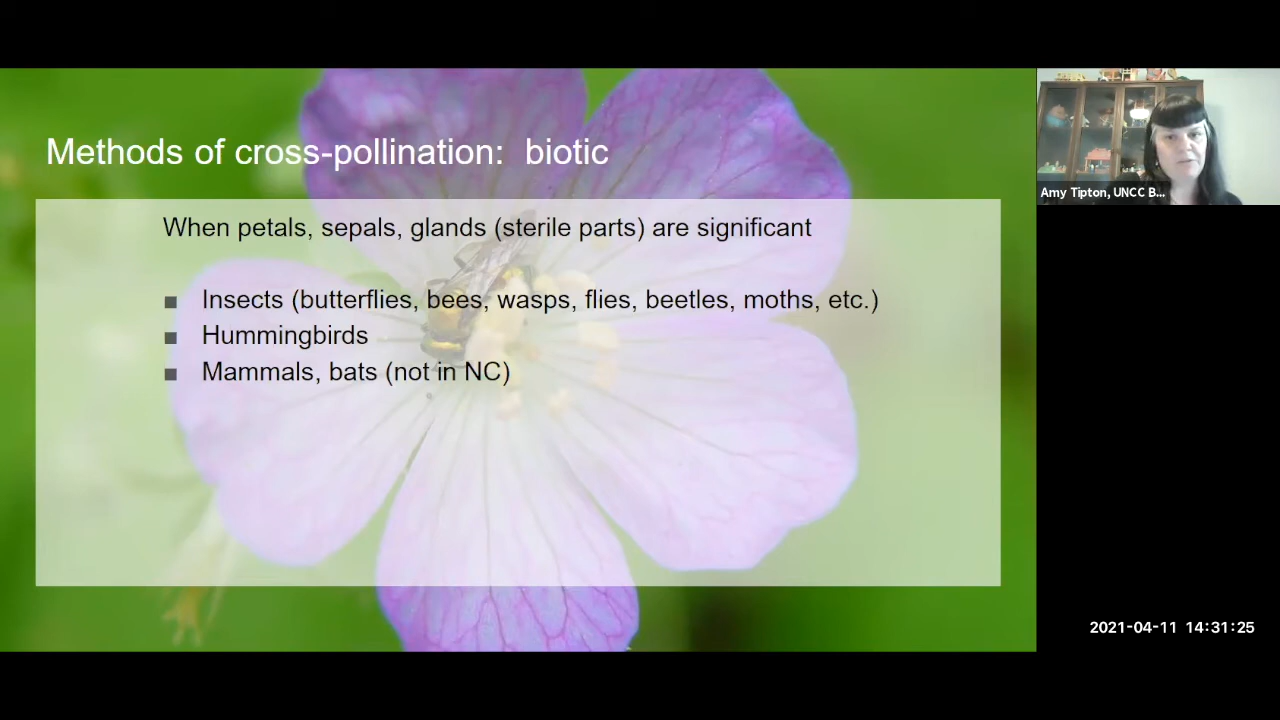 Methods of cross-pollination: biotic
When petals, sepals, glands (sterile parts) are significant
■ Insects (butterflies, bees, wasps, flies, beetles, moths, etc.)
■ Hummingbirds
■ Mammals, bats (not in NC)
Amy Tipton, UNCC B...
2021-04-11 14:31:25